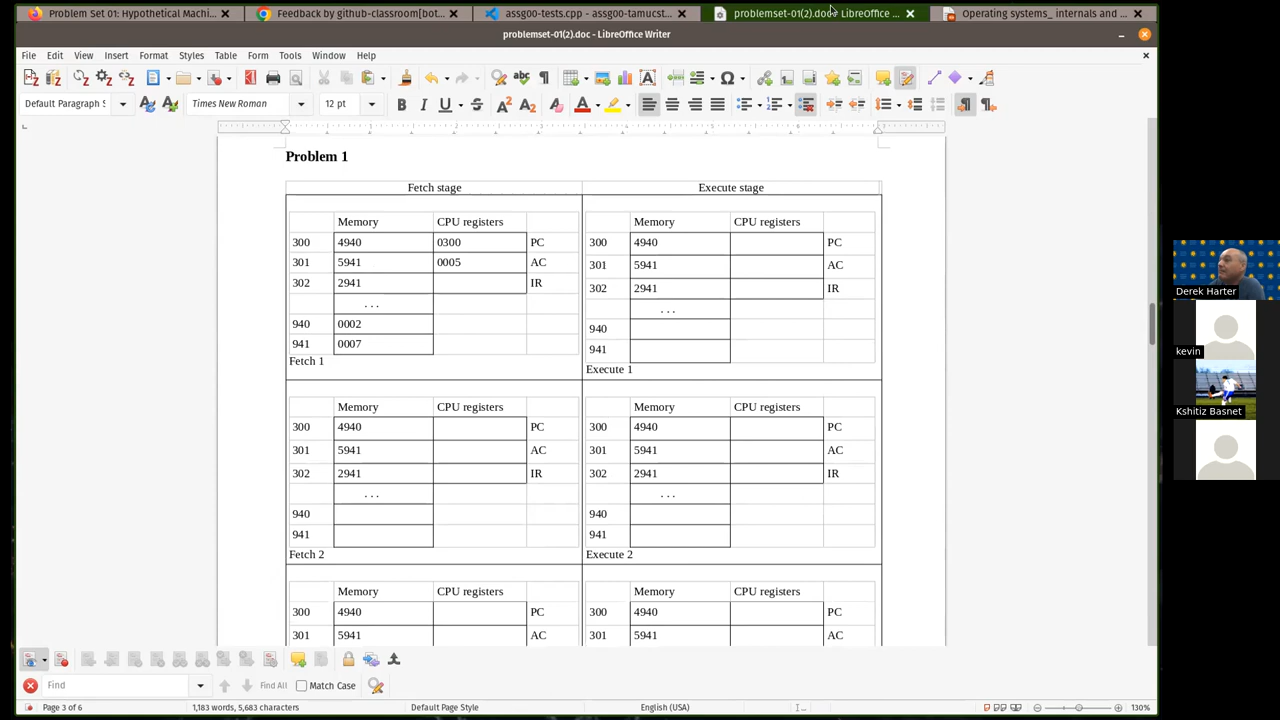 Problem Set 01: Hypothetical Machi...
Feedback by github-classroom[bot...
assg00-tests.cpp - assg00-tamucst...
problemset-01(2).doc - LibreOffice ...
Operating systems_ internals and ...
problemset-01(2).doc - LibreOffice Writer
File Edit View Insert Format Styles Table Form Tools Window Help
Default Paragraph S Times New Roman 12 pt
Problem 1
Fetch stage Execute stage
Memory CPU registers Memory CPU registers
300 4940 0300 PC 300 4940 PC
301 5941 0005 AC 301 5941 AC
302 2941 IR 302 2941 IR
... ...
940 0002 940
941 0007 941
Fetch 1 Execute 1
Memory CPU registers Memory CPU registers
300 4940 PC 300 4940 PC
301 5941 AC 301 5941 AC
302 2941 IR 302 2941 IR
... ...
940 940
941 941
Fetch 2 Execute 2
Memory CPU registers Memory CPU registers
300 4940 PC 300 4940 PC
301 5941 AC 301 5941 AC
Find Find All Match Case
Page 3 of 6 1,183 words, 5,683 characters Default Page Style English (USA) 130%
Derek Harter
kevin
Kshitiz Basnet